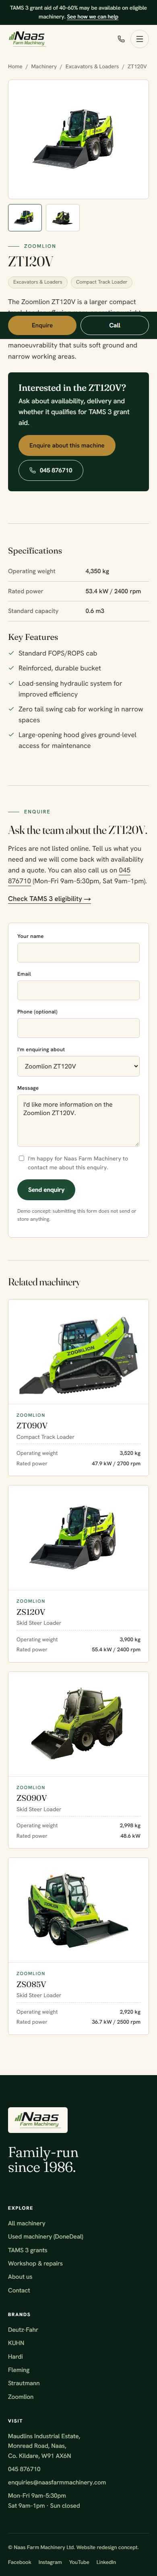 TAMS 3 grant aid of 40-60% may be available on eligible
machinery. See how we can help
Naas
Farm Machinery
Home / Machinery / Excavators & Loaders / ZT120V
ZOOMLION
ZT120V
Excavators & Loaders
Compact Track Loader
The Zoomlion ZT120V is a larger compact
Enquire
Call
manoeuvrability that suits soft ground and
narrow working areas.
Interested in the ZT120V?
Ask about availability, delivery and
whether it qualifies for TAMS 3 grant
aid.
Enquire about this machine
045 876710
Specifications
Operating weight 4,350 kg
Rated power 53.4 kW / 2400 rpm
Standard capacity 0.6 m3
Key Features
Standard FOPS/ROPS cab
Reinforced, durable bucket
Load-sensing hydraulic system for
improved efficiency
Zero tail swing cab for working in narrow
spaces
Large-opening hood gives ground-level
access for maintenance
ENQUIRE
Ask the team about the ZT120V.
Prices are not listed online. Tell us what you
need and we will come back with availability
and a quote. You can also call us on 045
876710 (Mon–Fri 9am–5:30pm, Sat 9am–1pm).
Check TAMS 3 eligibility →
Your name
Email
Phone (optional)
I'm enquiring about
Zoomlion ZT120V
Message
I'd like more information on the
Zoomlion ZT120V.
I'm happy for Naas Farm Machinery to
contact me about this enquiry.
Send enquiry
Demo concept: submitting this form does not send or
store anything.
Related machinery
ZOOMLION
ZT090V
Compact Track Loader
Operating weight 3,520 kg
Rated power 47.9 kW / 2700 rpm
ZOOMLION
ZS120V
Skid Steer Loader
Operating weight 3,900 kg
Rated power 55.4 kW / 2400 rpm
ZOOMLION
ZS090V
Skid Steer Loader
Operating weight 2,998 kg
Rated power 48.6 kW
ZOOMLION
ZS085V
Skid Steer Loader
Operating weight 2,920 kg
Rated power 36.7 kW / 2500 rpm
Naas
Farm Machinery
Family-run
since 1986.
EXPLORE
All machinery
Used machinery (DoneDeal)
TAMS 3 grants
Workshop & repairs
About us
Contact
BRANDS
Deutz-Fahr
KUHN
Hardi
Fleming
Strautmann
Zoomlion
VISIT
Maudlins Industrial Estate,
Monread Road, Naas,
Co. Kildare, W91 AX6N
045 876710
enquiries@naasfarmmachinery.com
Mon-Fri 9am-5:30pm
Sat 9am-1pm · Sun closed
© Naas Farm Machinery Ltd. Website redesign concept.
Facebook Instagram YouTube LinkedIn